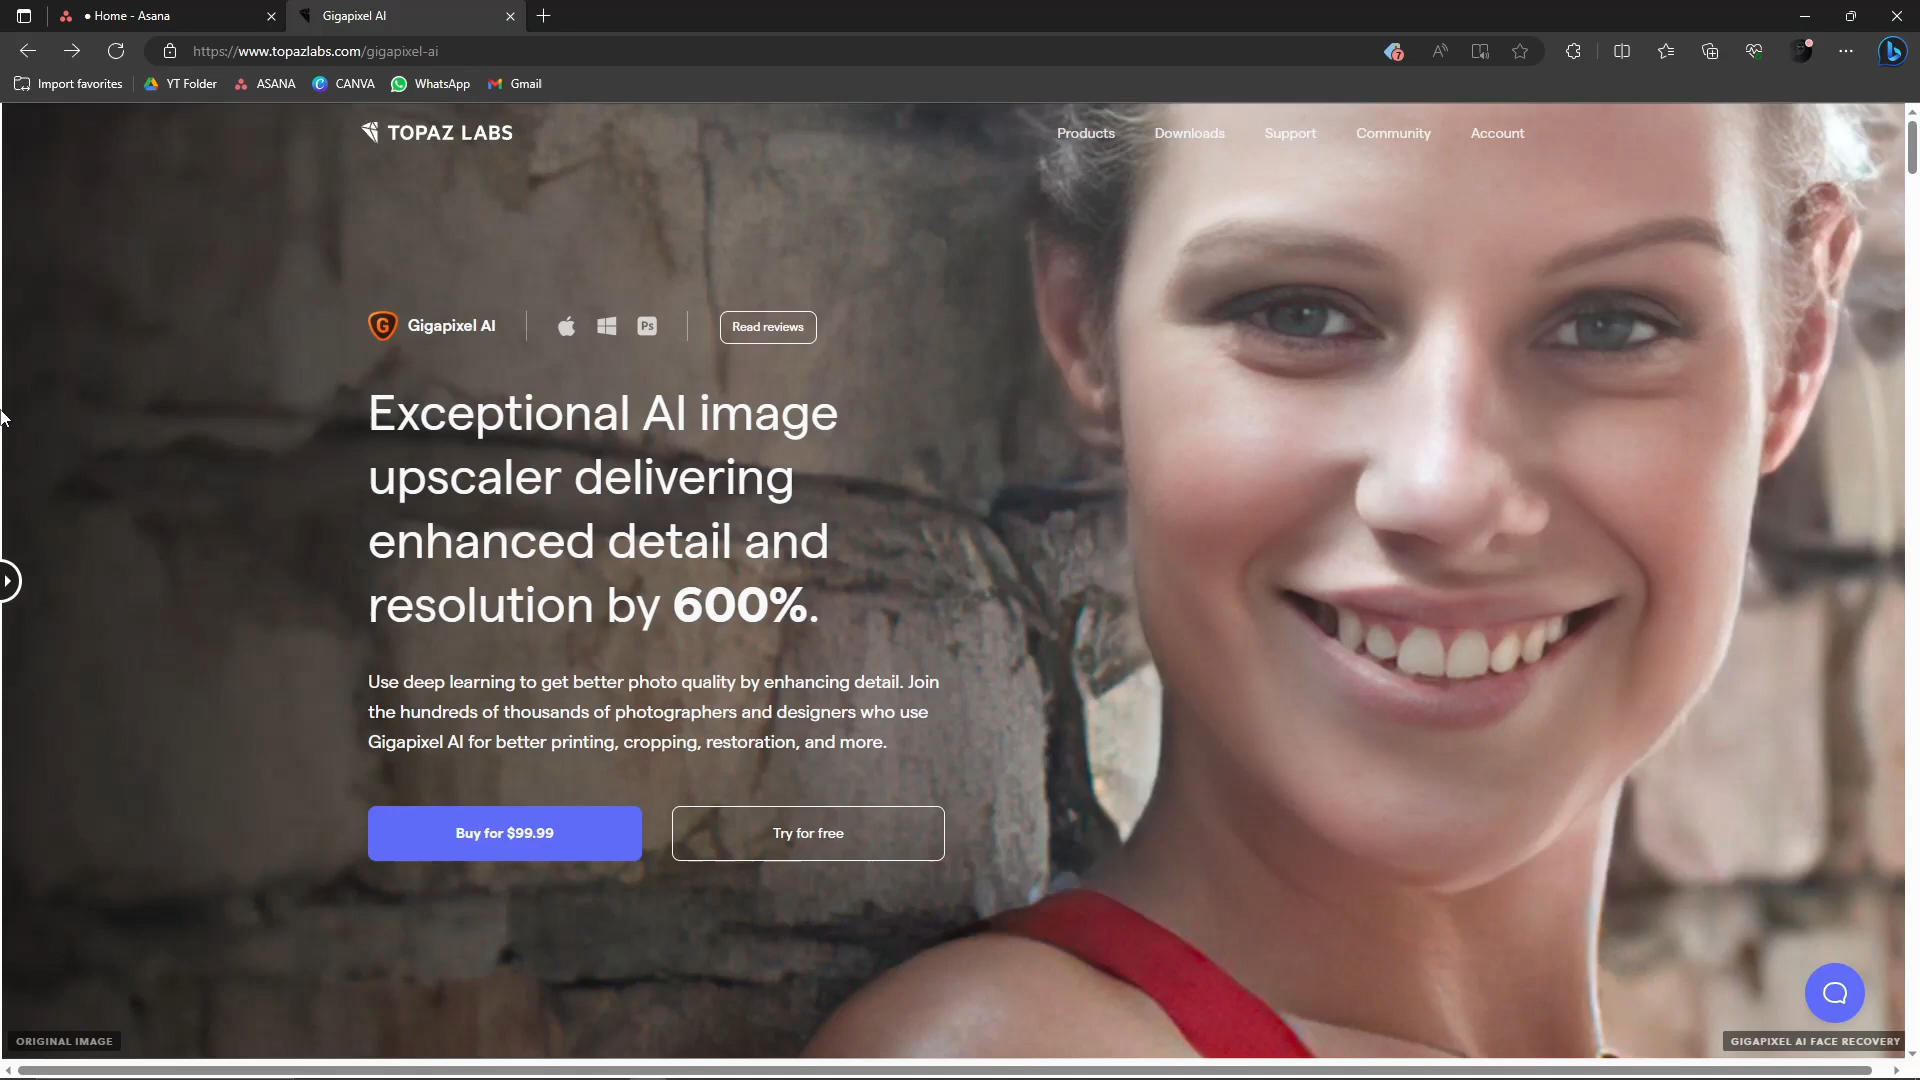 Home - Asana
Gigapixel AI
https://www.topazlabs.com/gigapixel-ai
7
Import favorites
YT Folder
ASANA
CANVA
WhatsApp
Gmail
TOPAZ LABS
Products
Downloads
Support
Community
Account
G
Gigapixel AI
Ps
Read reviews
Exceptional AI image
upscaler delivering
enhanced detail and
resolution by 600%.
Use deep learning to get better photo quality by enhancing detail. Join
the hundreds of thousands of photographers and designers who use
Gigapixel AI for better printing, cropping, restoration, and more.
Buy for $99.99
Try for free
ORIGINAL IMAGE
GIGAPIXEL AI FACE RECOVERY